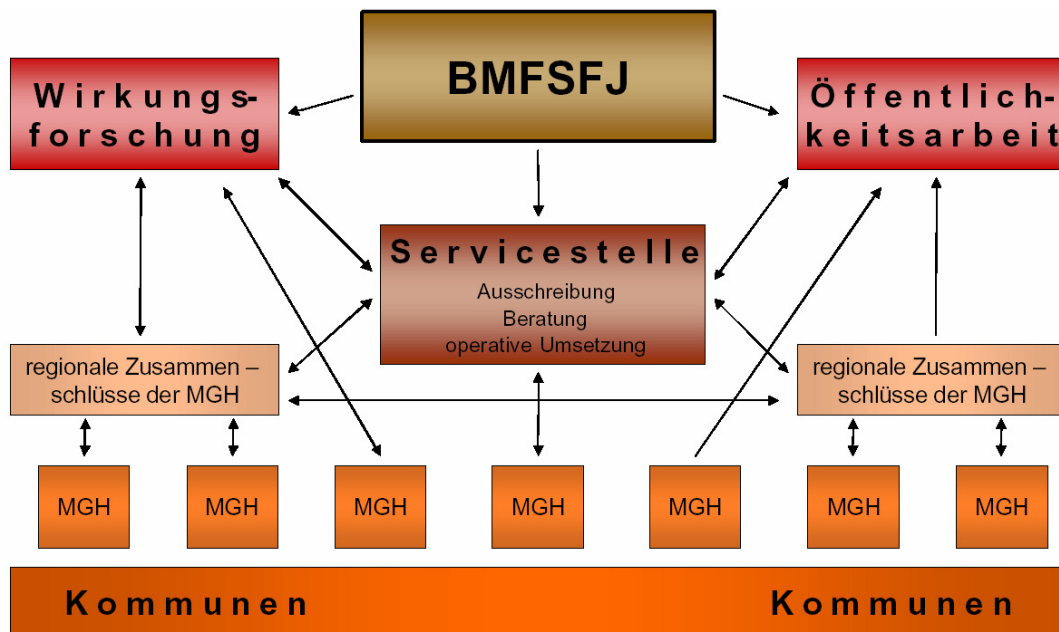 BMFSFJ
Wirkungs-
forschung
Öffentlich-
keitsarbeit
Servicestelle
Ausschreibung
Beratung
operative Umsetzung
regionale Zusammen –
schlüsse der MGH
regionale Zusammen –
schlüsse der MGH
MGH
MGH
MGH
MGH
MGH
MGH
MGH
Kommunen
Kommunen